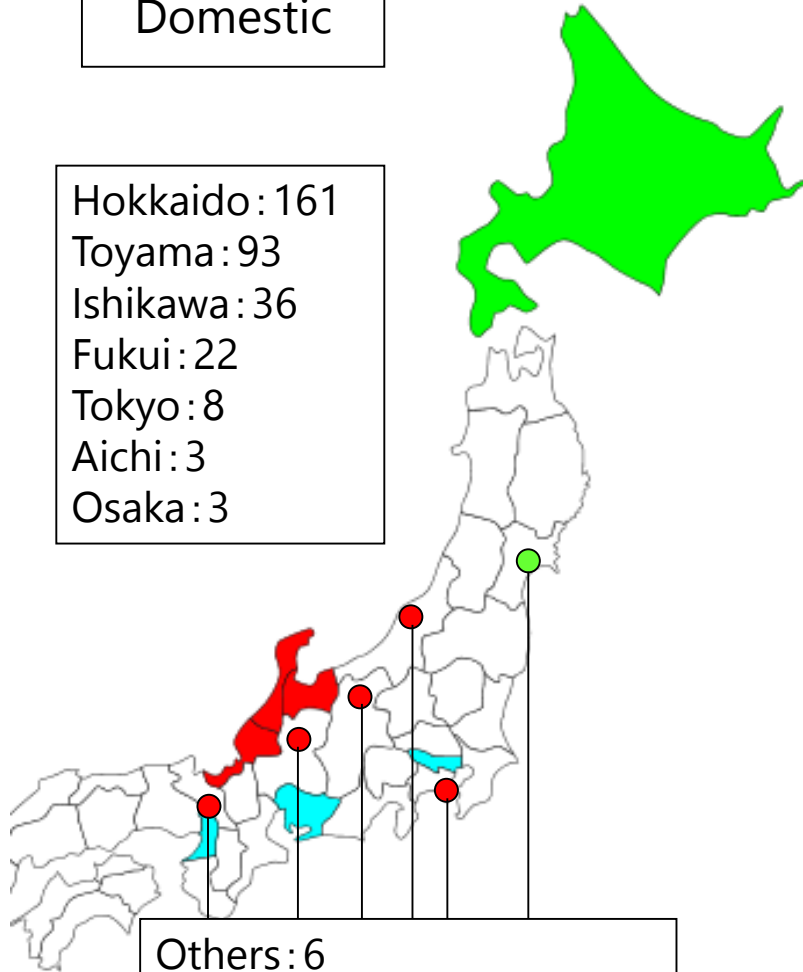 Domestic
Hokkaido:161
Toyama:93
Ishikawa:36
Fukui:22
Tokyo:8
Aichi:3
Osaka:3
Others:6